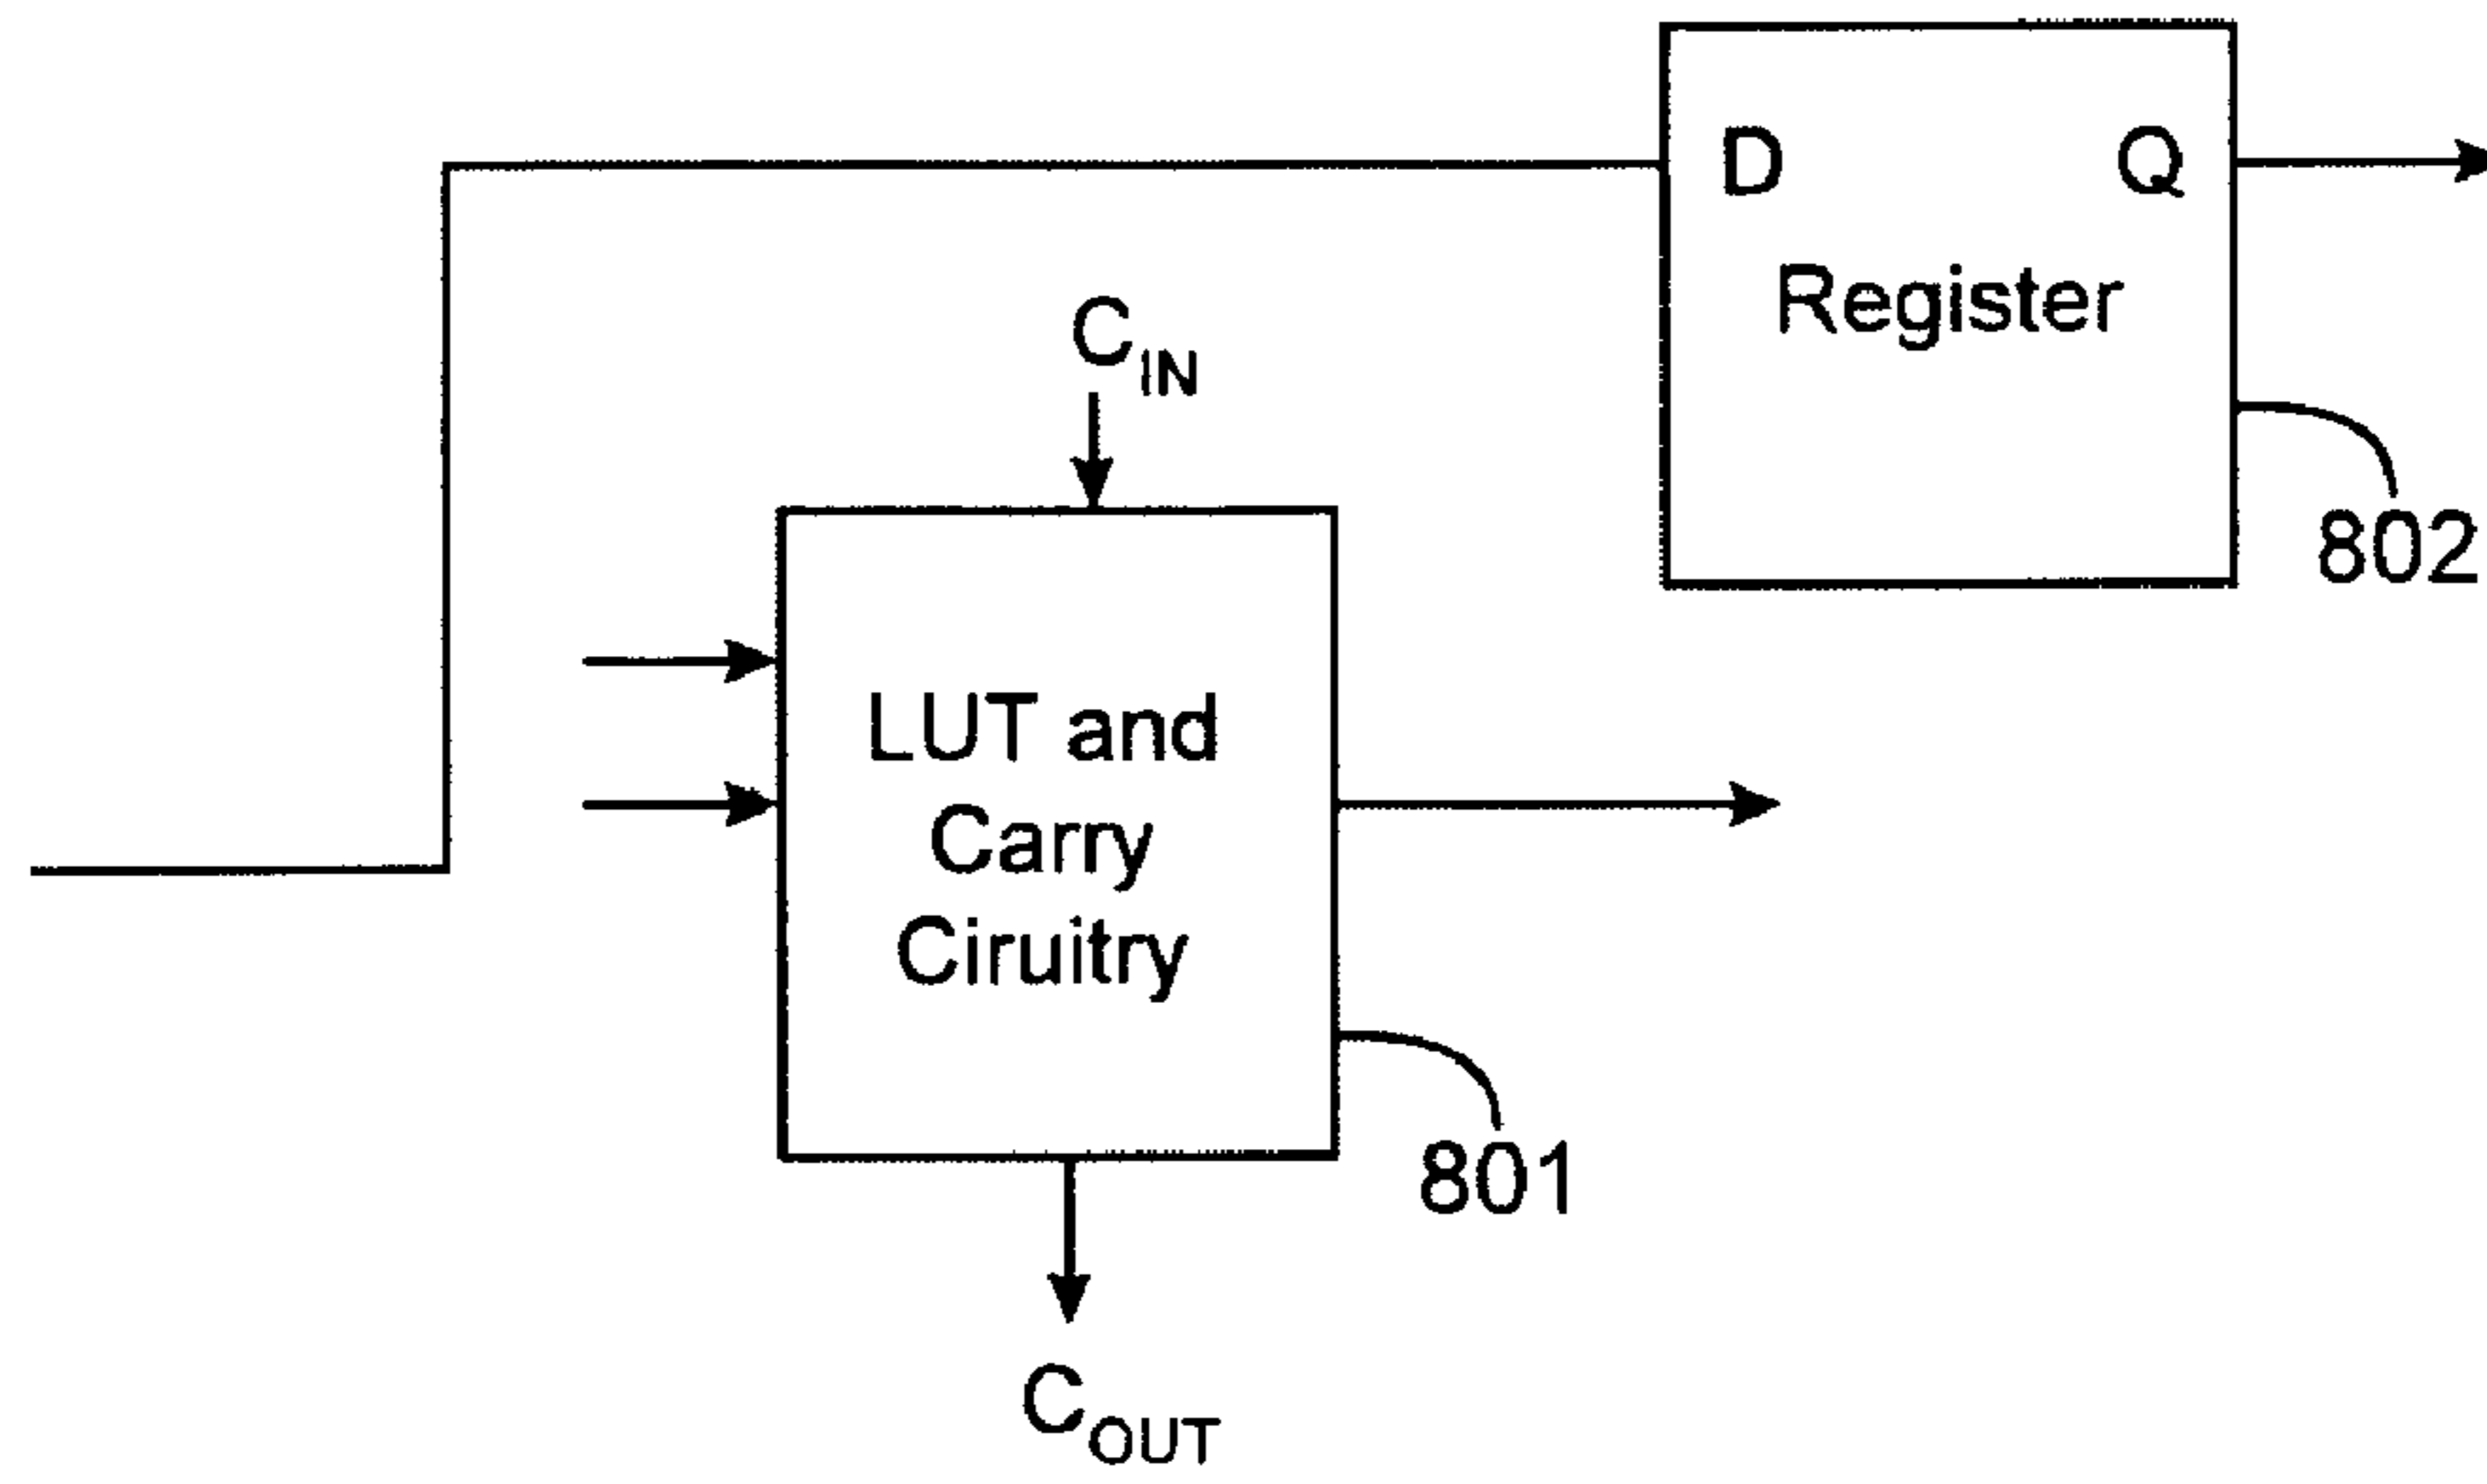 D Q
Register
C_IN
802
LUT and
Carry
Ciruitry
801
C_OUT